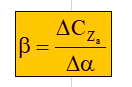 β = ΔC_{Z_a} / Δα